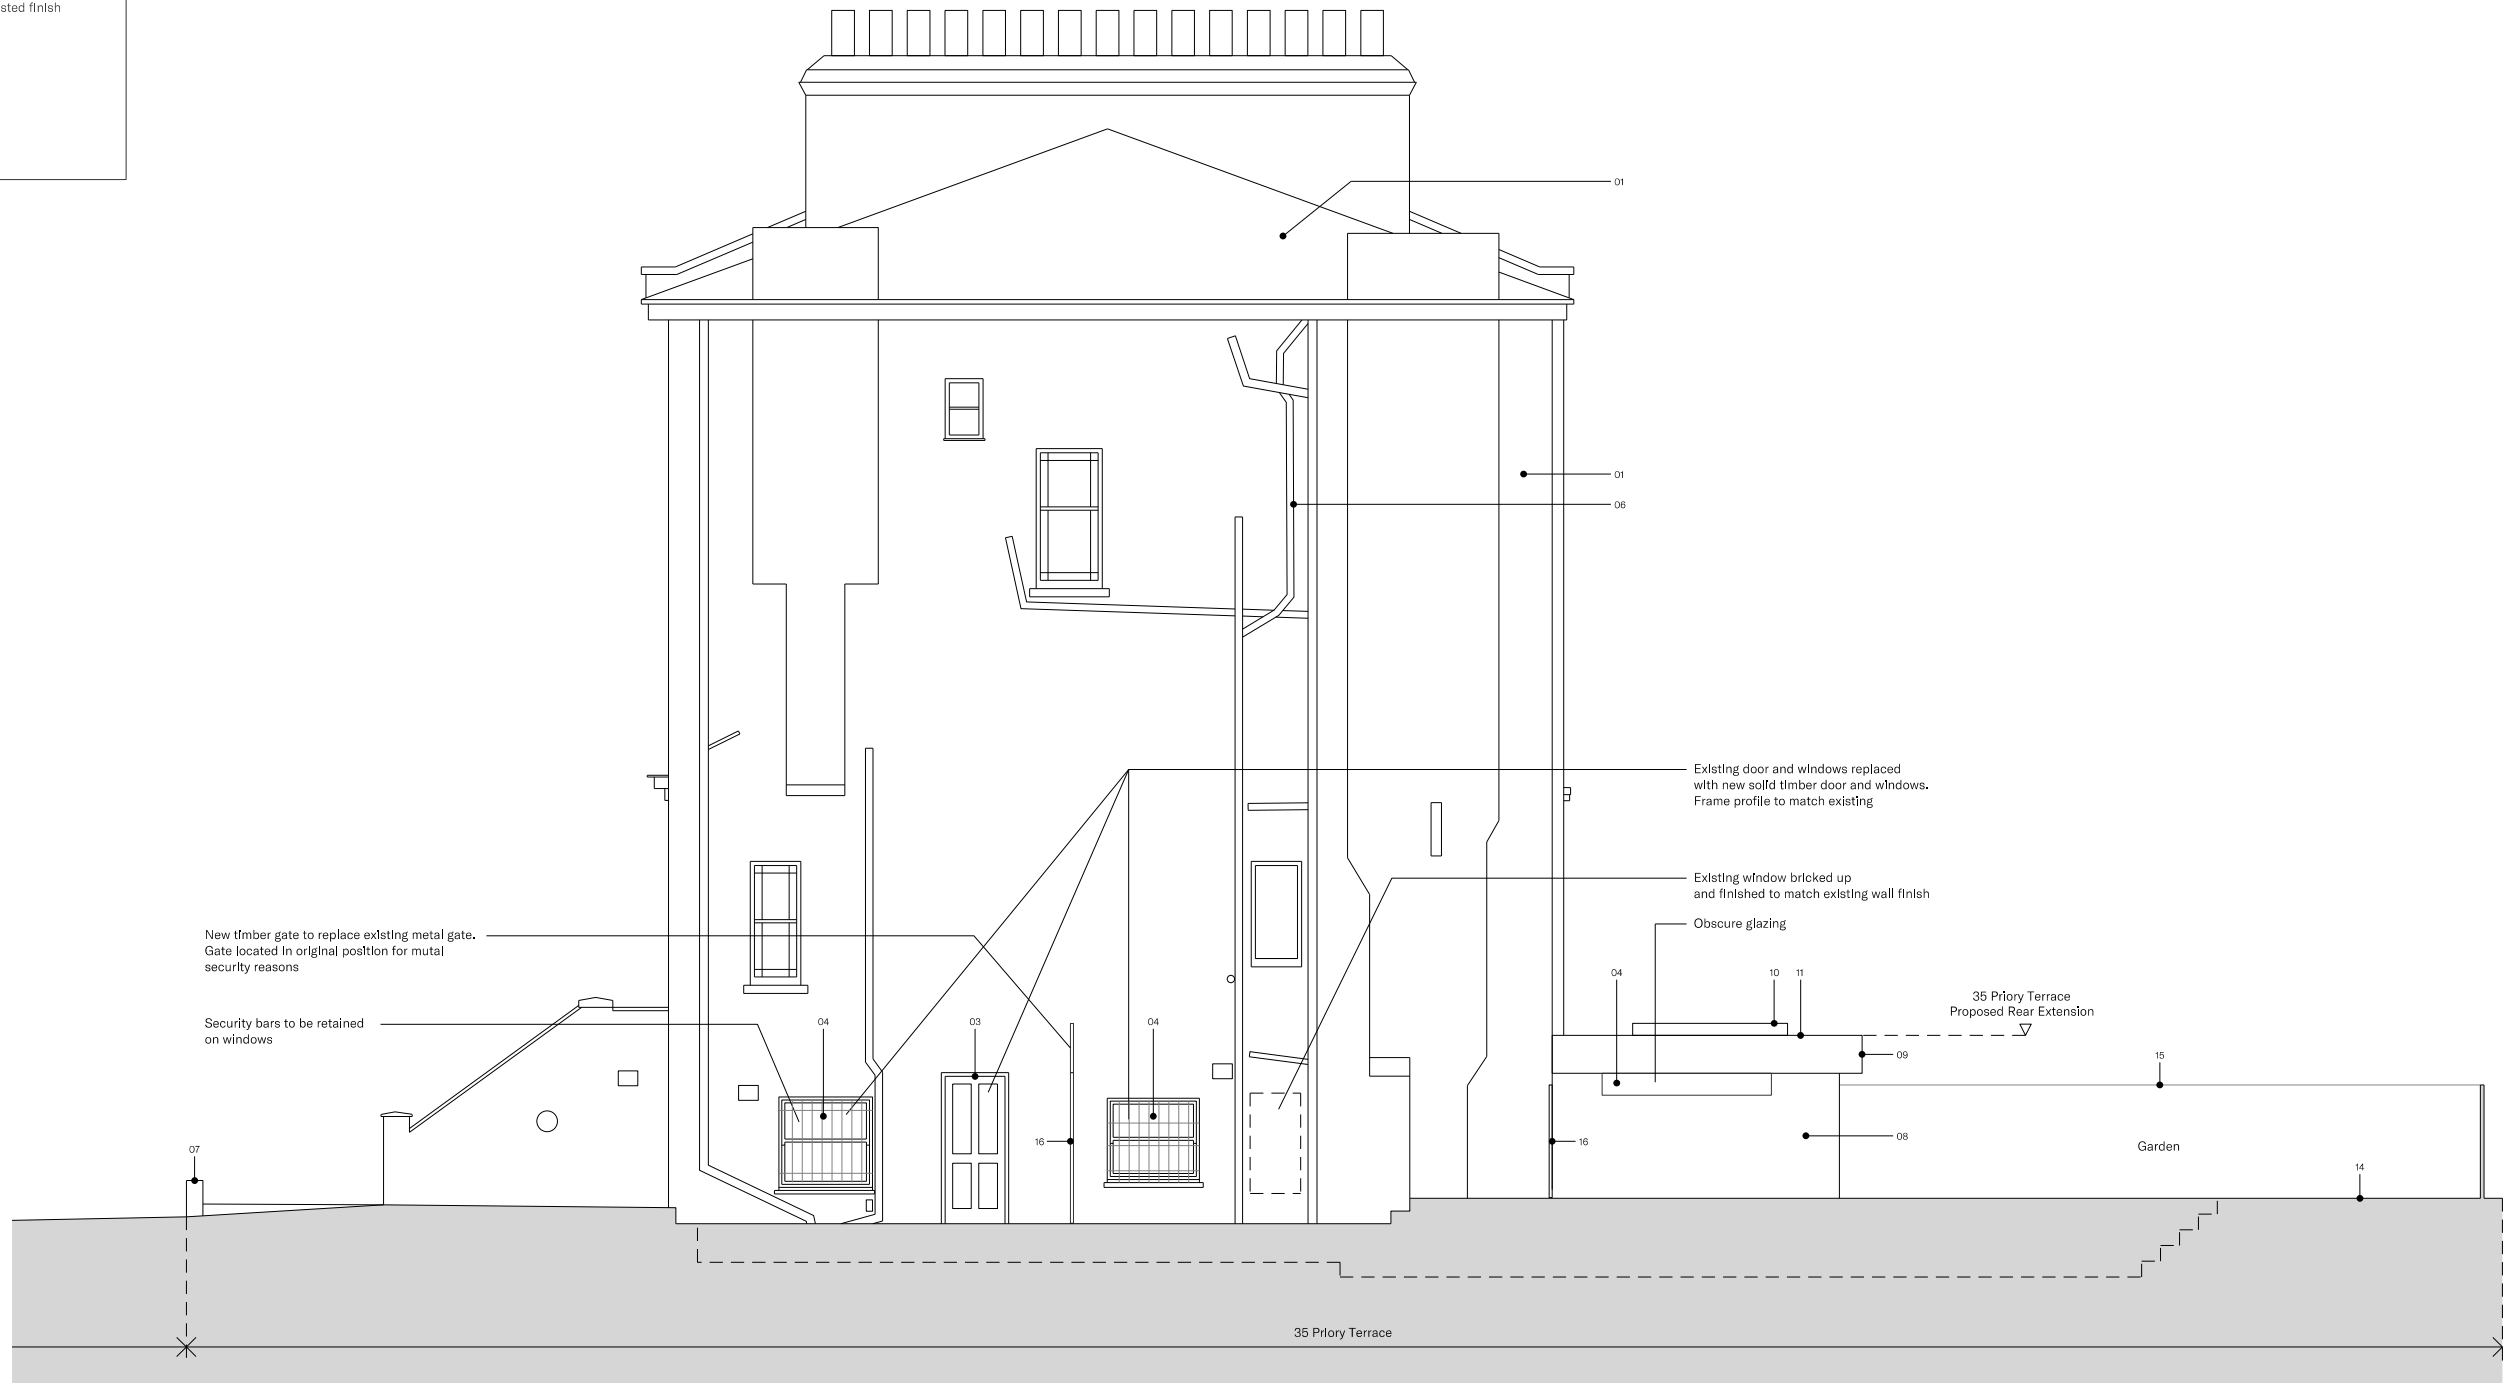 sted finish
01
01
06
Existing door and windows replaced
with new solid timber door and windows.
Frame profile to match existing
Existing window bricked up
and finished to match existing wall finish
Obscure glazing
New timber gate to replace existing metal gate.
Gate located in original position for mutal
security reasons
04
10
11
35 Priory Terrace
Proposed Rear Extension
Security bars to be retained
on windows
04
03
04
09
15
16
16
08
Garden
07
14
35 Priory Terrace